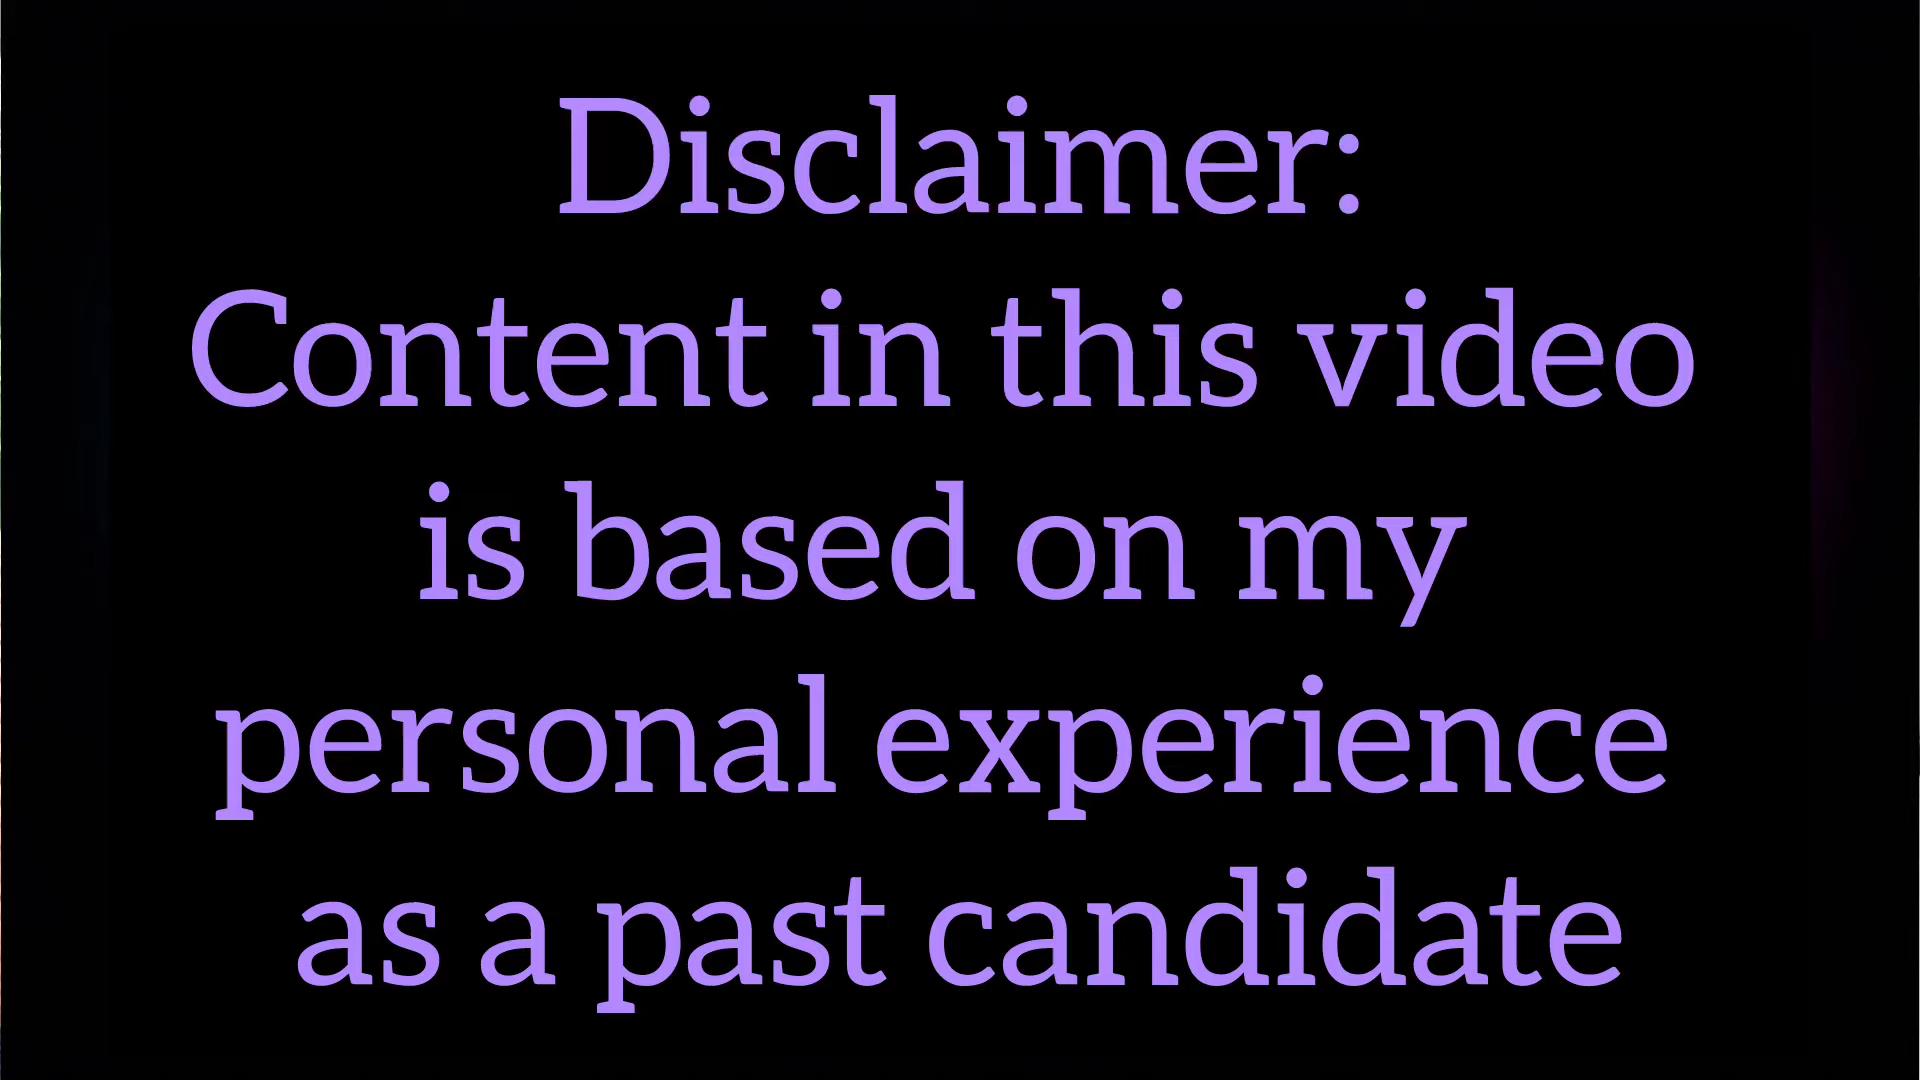 Disclaimer:
Content in this video
is based on my
personal experience
as a past candidate